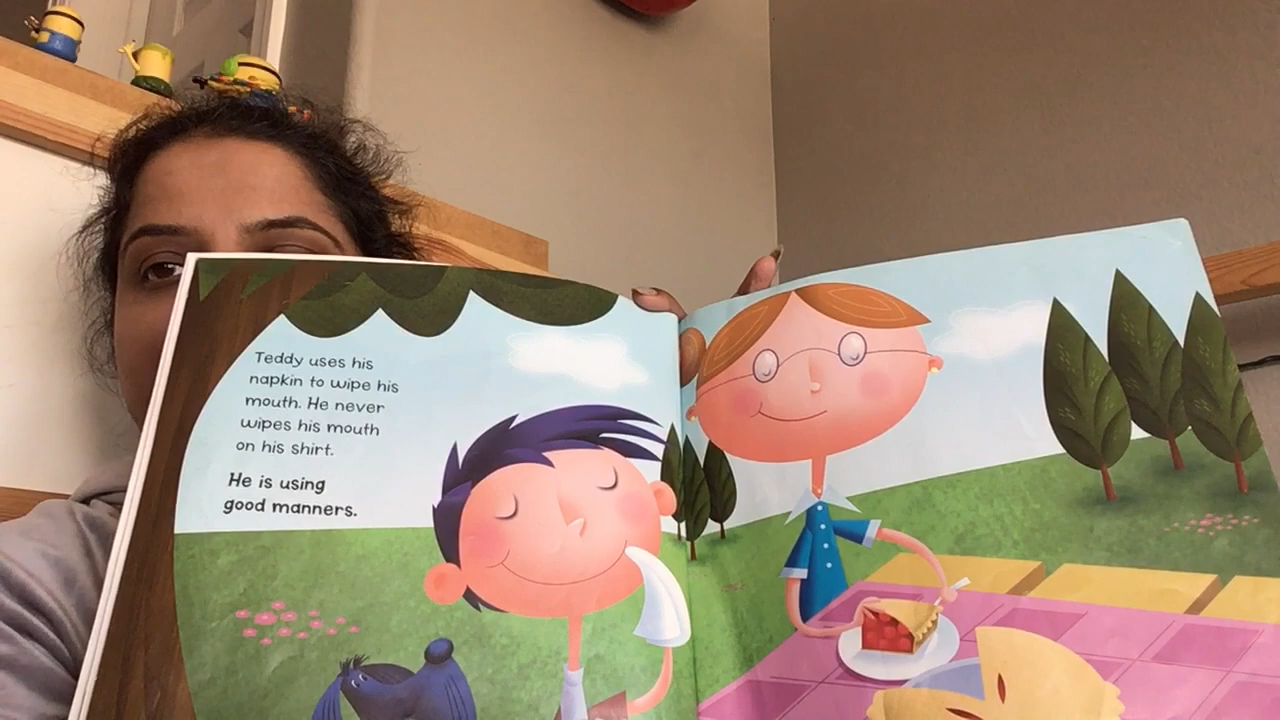 Teddy uses his
napkin to wipe his
mouth. He never
wipes his mouth
on his shirt.
He is using
good manners.